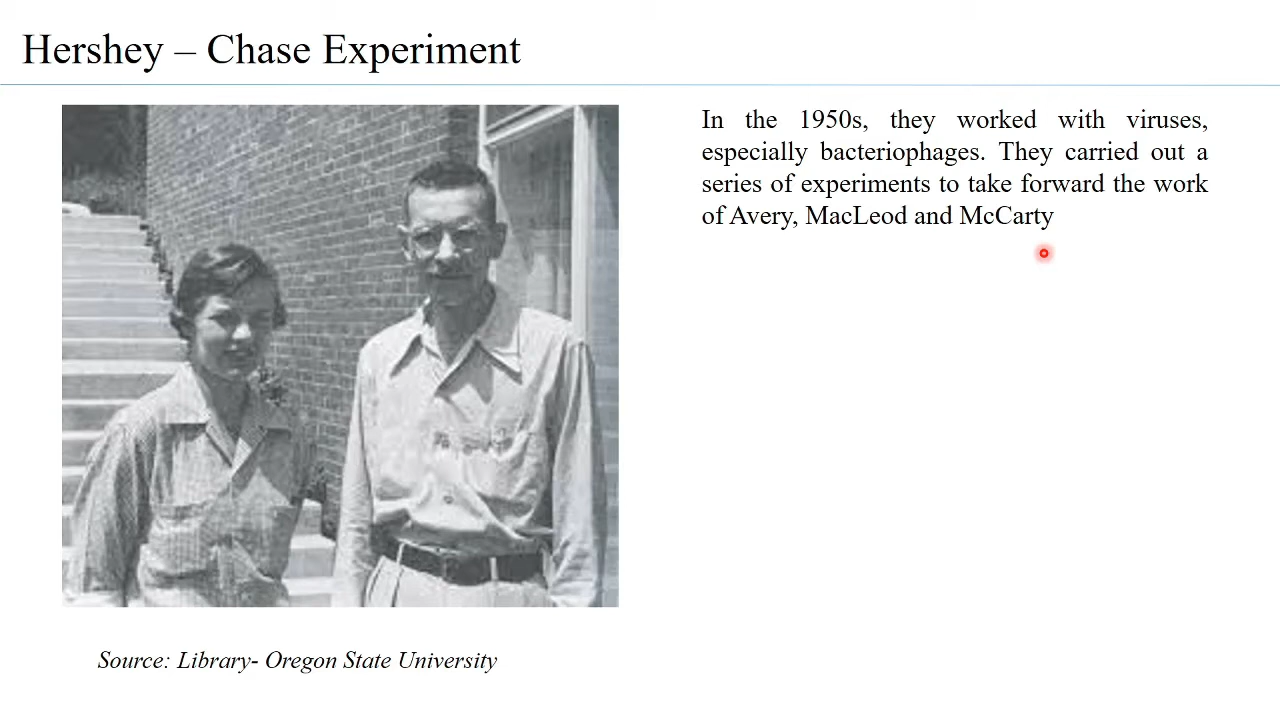 Hershey – Chase Experiment
In the 1950s, they worked with viruses,
especially bacteriophages. They carried out a
series of experiments to take forward the work
of Avery, MacLeod and McCarty
Source: Library- Oregon State University